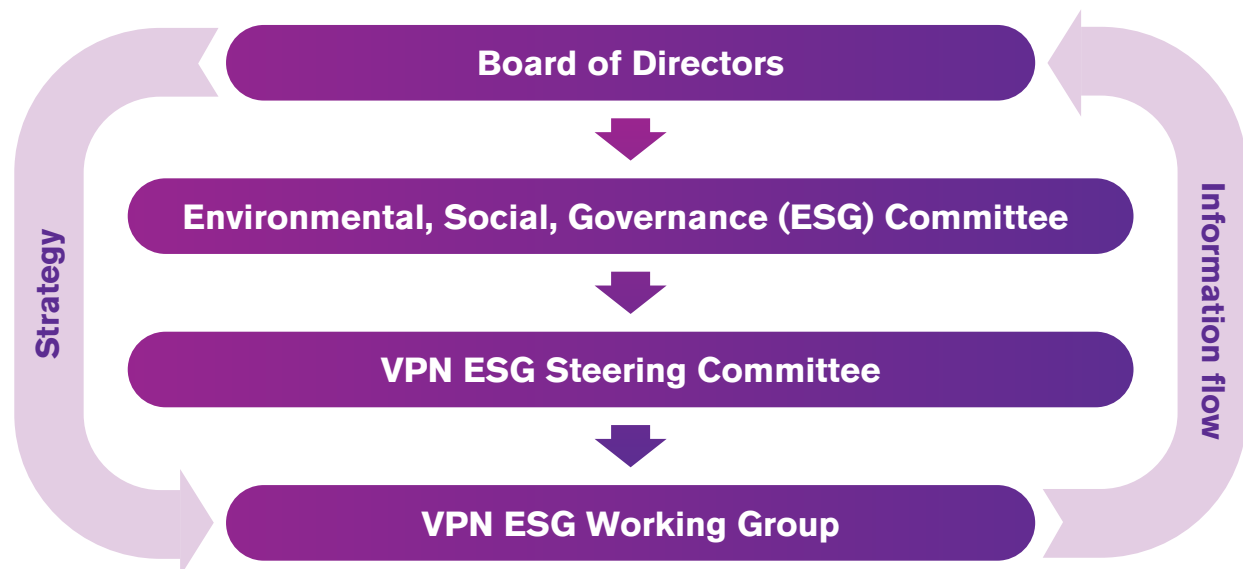 Board of Directors
Environmental, Social, Governance (ESG) Committee
Strategy
Information flow
VPN ESG Steering Committee
VPN ESG Working Group